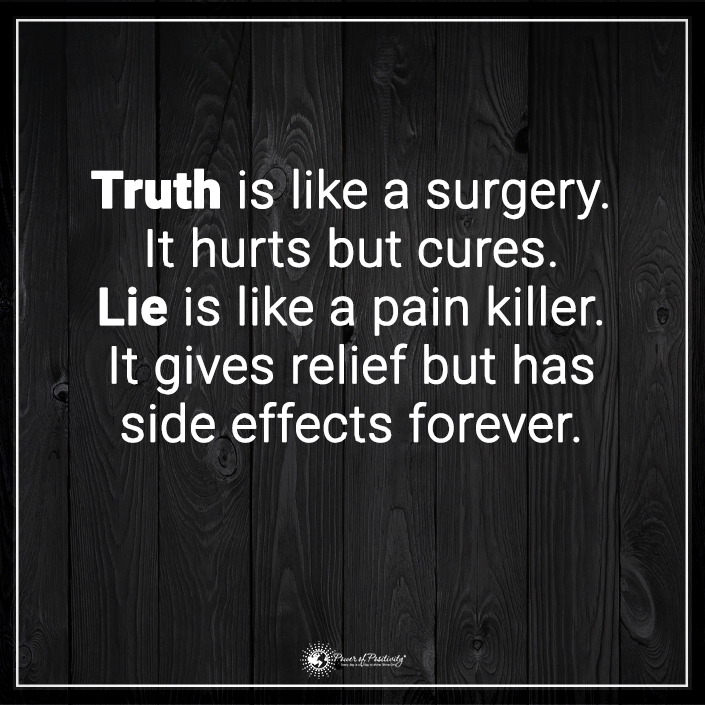 Truth is like a surgery.
It hurts but cures.
Lie is like a pain killer.
It gives relief but has
side effects forever.
Power of Positivity